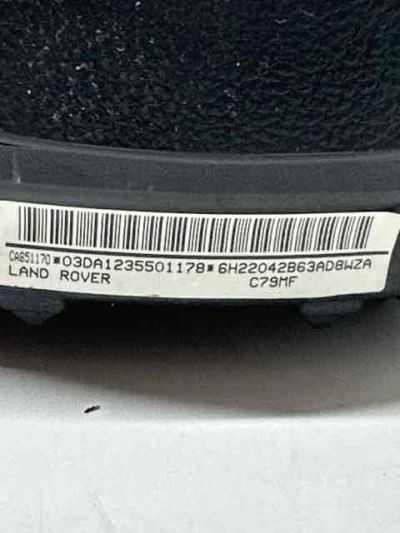 CA851170*03DA1235501178*6H22042B63AD8WZA
LAND ROVER C79MF